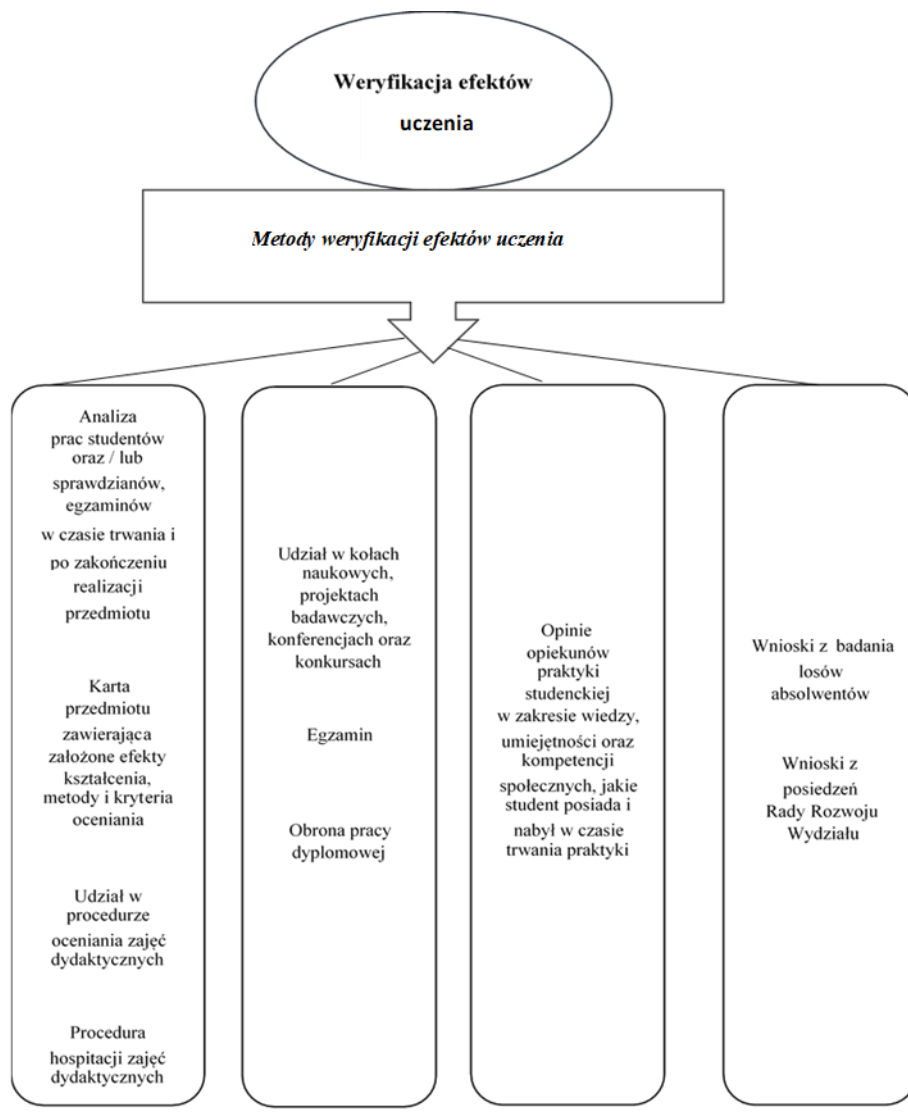 Weryfikacja efektów
uczenia
Metody weryfikacji efektów uczenia
Analiza
prac studentów
oraz / lub
sprawdzianów,
egzaminów
w czasie trwania i
po zakończeniu
realizacji
przedmiotu
Karta
przedmiotu
zawierająca
założone efekty
kształcenia,
metody i kryteria
oceniania
Udział w
procedurze
oceniania zajęć
dydaktycznych
Procedura
hospitacji zajęć
dydaktycznych
Udział w kołach
naukowych,
projektach
badawczych,
konferencjach oraz
konkursach
Egzamin
Obrona pracy
dyplomowej
Opinie
opiekunów
praktyki
studenckiej
w zakresie wiedzy,
umiejętności oraz
kompetencji
społecznych, jakie
student posiada i
nabył w czasie
trwania praktyki
Wnioski z badania
losów
absolwentów
Wnioski z
posiedzeń
Rady Rozwoju
Wydziału